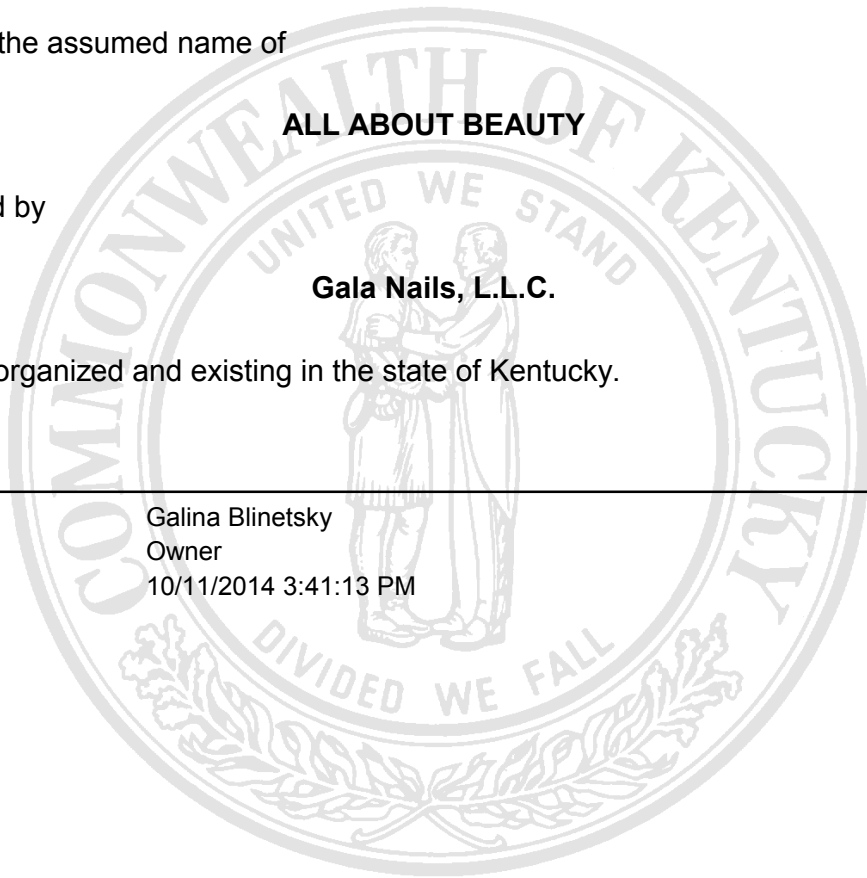 the assumed name of
ALL ABOUT BEAUTY
by
Gala Nails, L.L.C.
organized and existing in the state of Kentucky.
Galina Blinetsky
Owner
10/11/2014 3:41:13 PM
COMMONWEALTH OF KENTUCKY
UNITED WE STAND
DIVIDED WE FALL